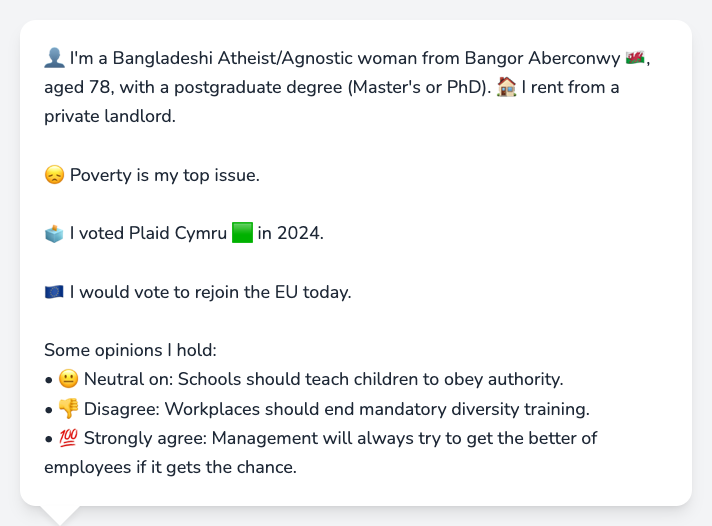 👤 I'm a Bangladeshi Atheist/Agnostic woman from Bangor Aberconwy 🏴󠁧󠁢󠁷󠁬󠁳󠁿,
aged 78, with a postgraduate degree (Master's or PhD). 🏠 I rent from a
private landlord.
😞 Poverty is my top issue.
🗳️ I voted Plaid Cymru 🟩 in 2024.
🇪🇺 I would vote to rejoin the EU today.
Some opinions I hold:
• 😐 Neutral on: Schools should teach children to obey authority.
• 👎 Disagree: Workplaces should end mandatory diversity training.
• 💯 Strongly agree: Management will always try to get the better of
employees if it gets the chance.